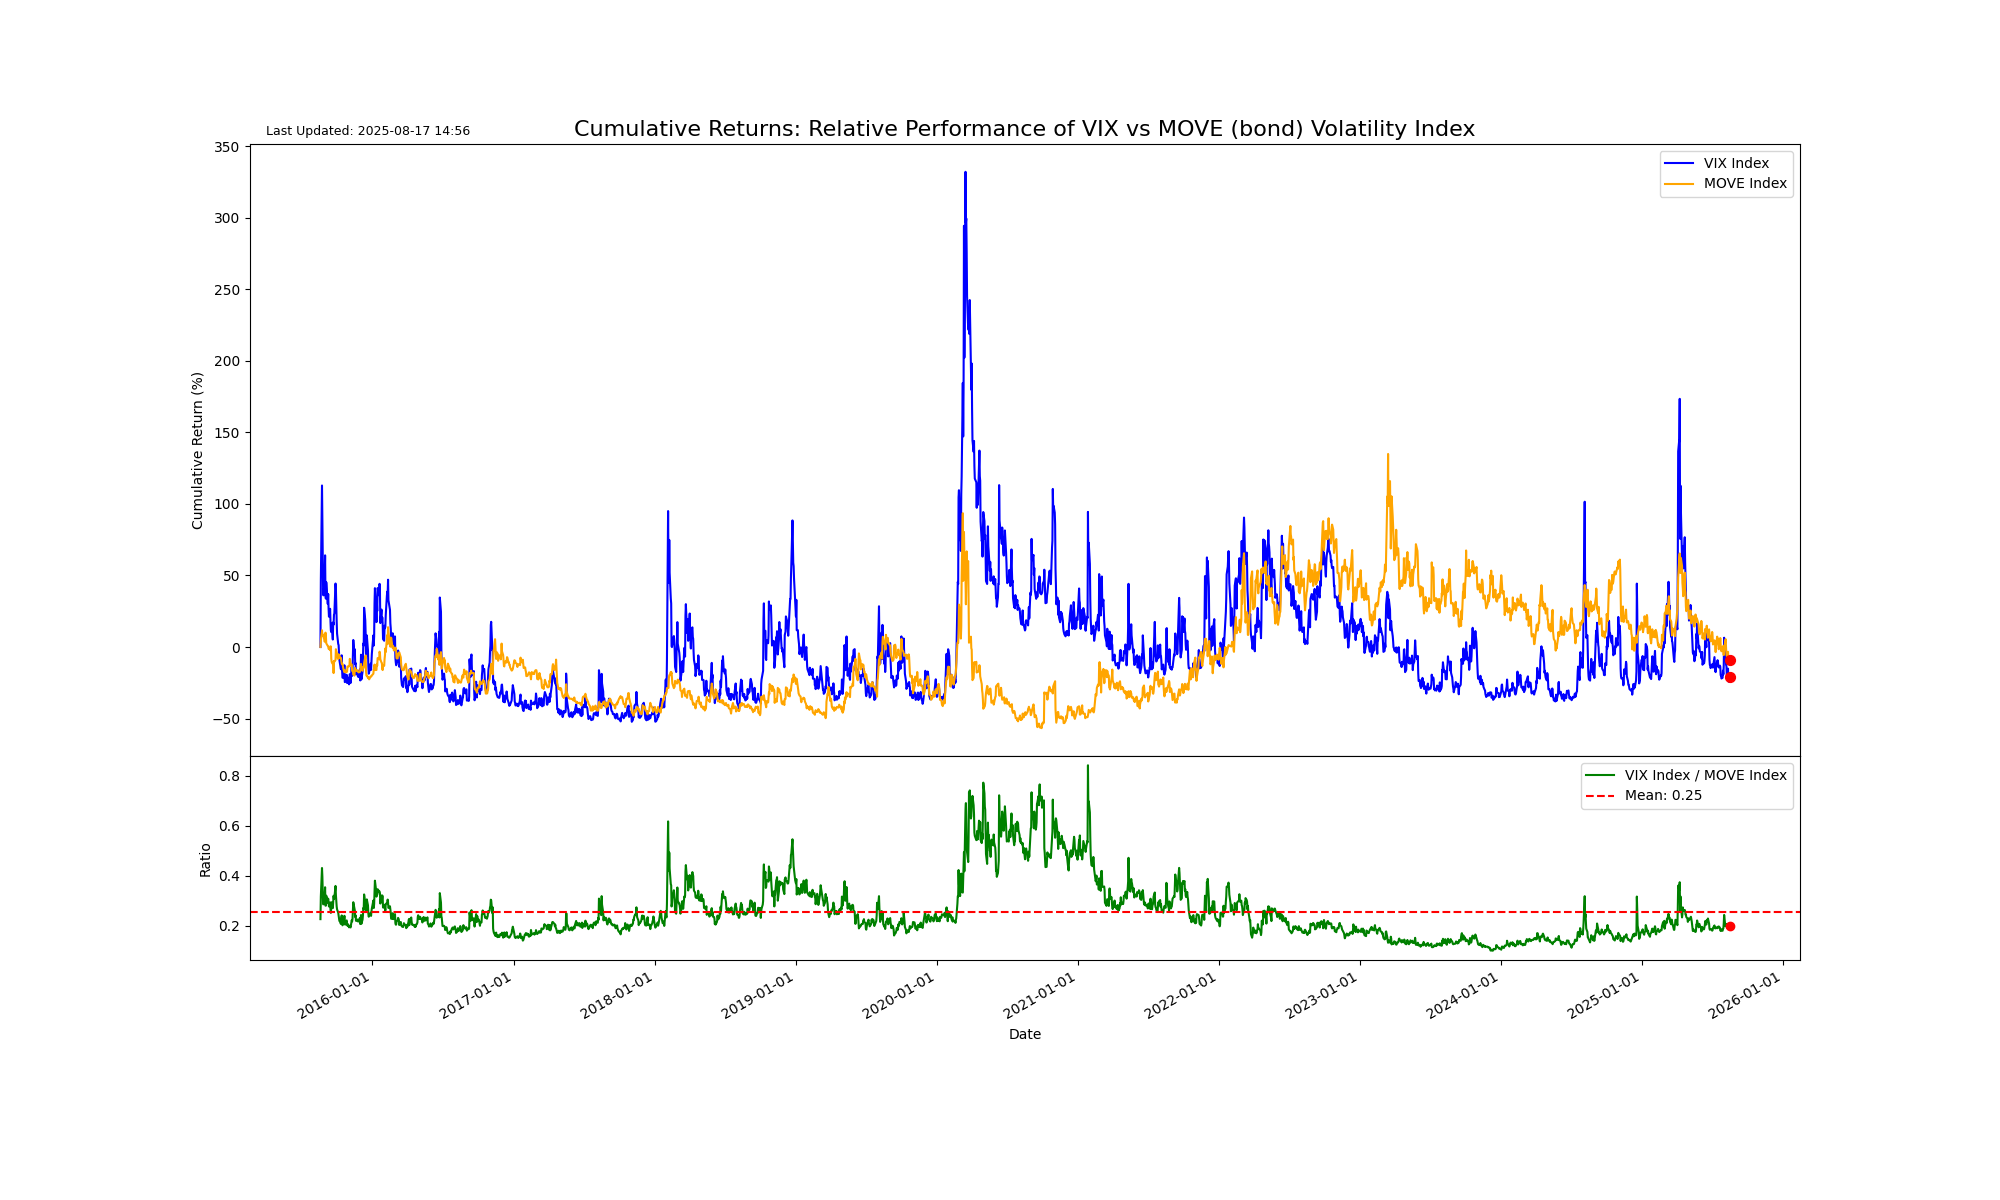 Last Updated: 2025-08-17 14:56
Cumulative Returns: Relative Performance of VIX vs MOVE (bond) Volatility Index
VIX Index
MOVE Index
Cumulative Return (%)
350
300
250
200
150
100
50
0
−50
VIX Index / MOVE Index
Mean: 0.25
Ratio
0.8
0.6
0.4
0.2
2016-01-01
2017-01-01
2018-01-01
2019-01-01
2020-01-01
2021-01-01
2022-01-01
2023-01-01
2024-01-01
2025-01-01
2026-01-01
Date